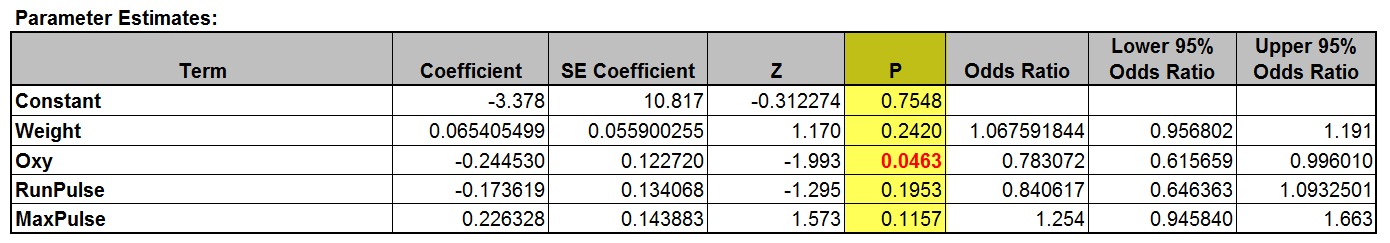 Parameter Estimates:
Lower 95% Upper 95%
Term Coefficient SE Coefficient Z P Odds Ratio Odds Ratio Odds Ratio
Constant -3.378 10.817 -0.312274 0.7548
Weight 0.065405499 0.055900255 1.170 0.2420 1.067591844 0.956802 1.191
Oxy -0.244530 0.122720 -1.993 0.0463 0.783072 0.615659 0.996010
RunPulse -0.173619 0.134068 -1.295 0.1953 0.840617 0.646363 1.0932501
MaxPulse 0.226328 0.143883 1.573 0.1157 1.254 0.945840 1.663